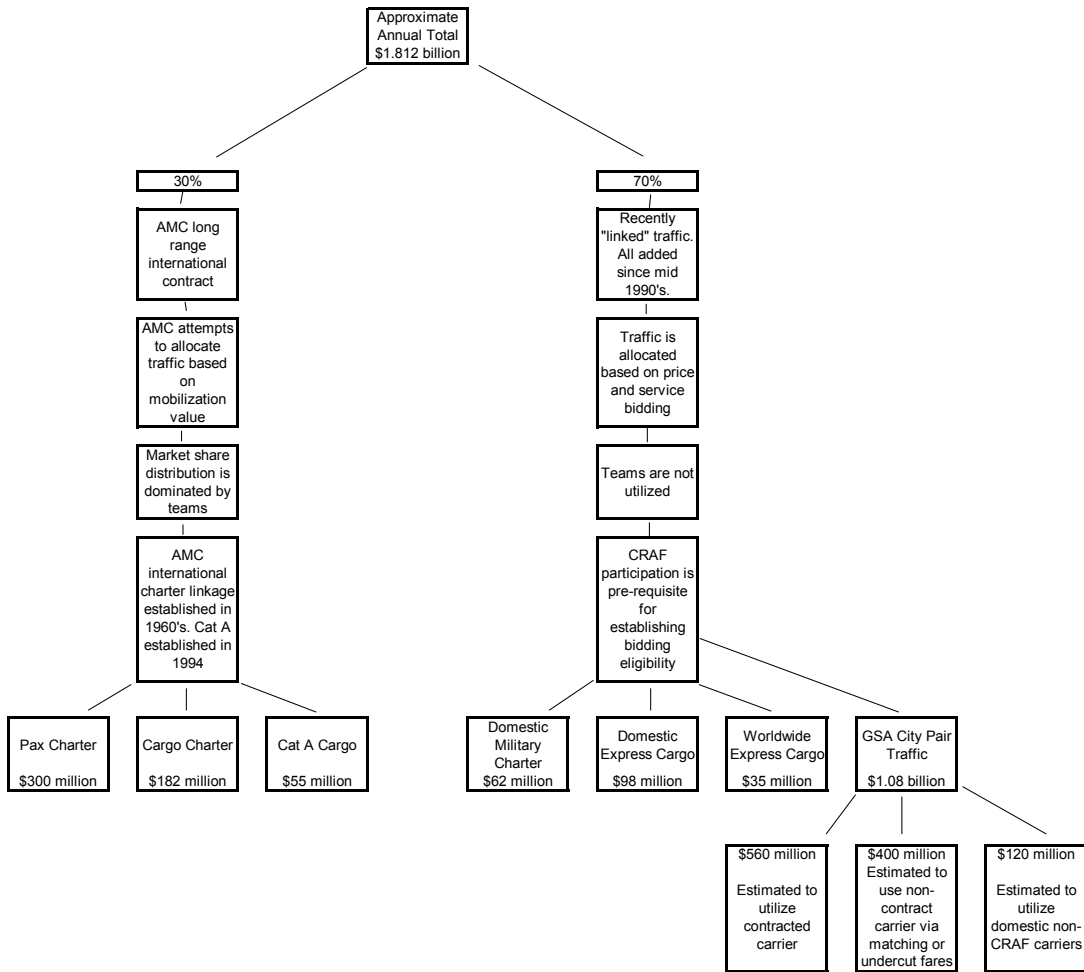 Approximate
Annual Total
$1.812 billion
30%
70%
AMC long
range
international
contract
Recently
"linked" traffic.
All added
since mid
1990's.
AMC attempts
to allocate
traffic based
on
mobilization
value
Traffic is
allocated
based on price
and service
bidding
Market share
distribution is
dominated by
teams
Teams are not
utilized
AMC
international
charter linkage
established in
1960's. Cat A
established in
1994
CRAF
participation is
pre-requisite
for
establishing
bidding
eligibility
Pax Charter
$300 million
Cargo Charter
$182 million
Cat A Cargo
$55 million
Domestic
Military
Charter
$62 million
Domestic
Express Cargo
$98 million
Worldwide
Express Cargo
$35 million
GSA City Pair
Traffic
$1.08 billion
$560 million
Estimated to
utilize
contracted
carrier
$400 million
Estimated to
use non-
contract
carrier via
matching or
undercut fares
$120 million
Estimated to
utilize
domestic non-
CRAF carriers